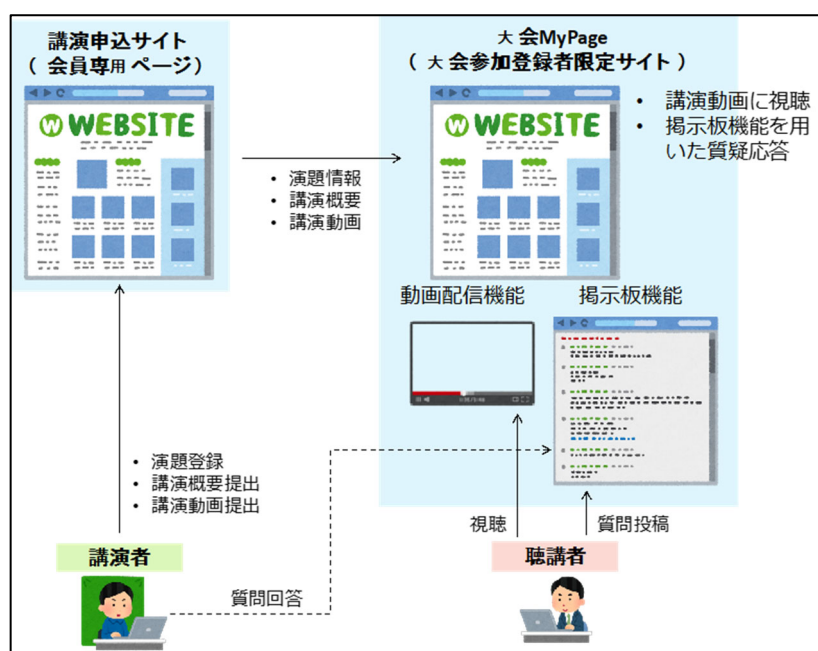 講演申込サイト
( 会員専用 ページ)
大 会MyPage
( 大 会参加登録者限定サイト )
WEBSITE
W WEBSITE
• 講演動画に視聴
• 掲示板機能を用
いた質疑応答
• 演題情報
• 講演概要
• 講演動画
動画配信機能
掲示板機能
• 演題登録
• 講演概要提出
• 講演動画提出
視聴
質問投稿
講演者
聴講者
質問回答